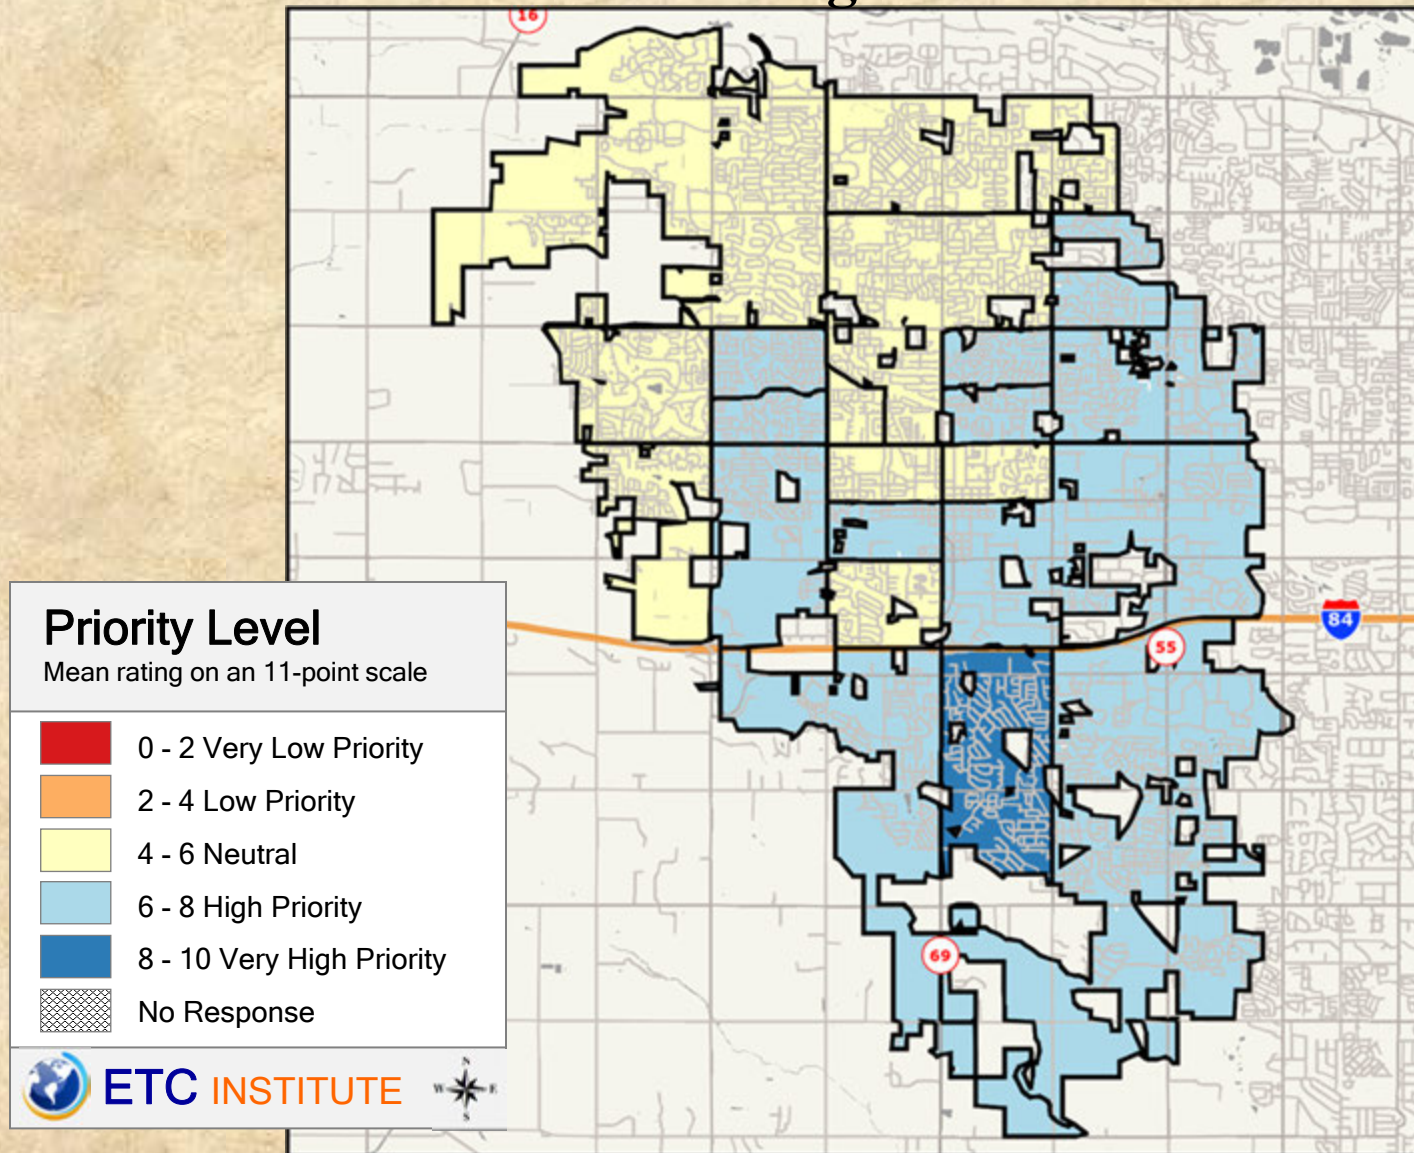 16
84
55
69
Priority Level
Mean rating on an 11-point scale
0 - 2 Very Low Priority
2 - 4 Low Priority
4 - 6 Neutral
6 - 8 High Priority
8 - 10 Very High Priority
No Response
ETC INSTITUTE
N
W E
S